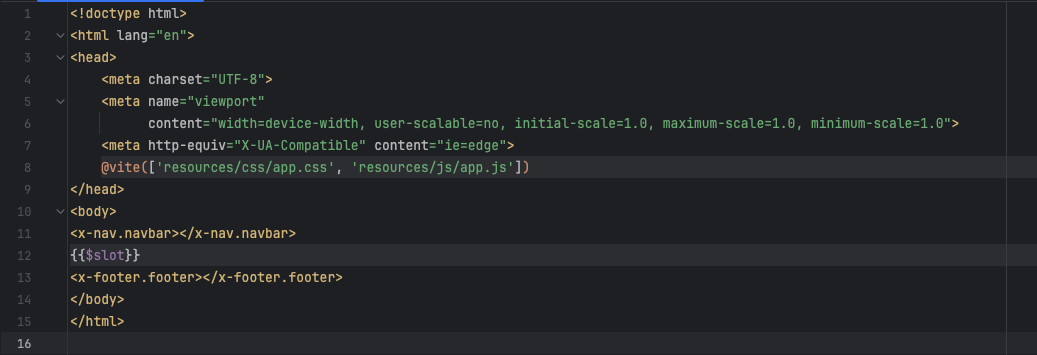 1 <!doctype html>
2 <html lang="en">
3 <head>
4     <meta charset="UTF-8">
5     <meta name="viewport"
6           content="width=device-width, user-scalable=no, initial-scale=1.0, maximum-scale=1.0, minimum-scale=1.0">
7     <meta http-equiv="X-UA-Compatible" content="ie=edge">
8     @vite(['resources/css/app.css', 'resources/js/app.js'])
9 </head>
10 <body>
11 <x-nav.navbar></x-nav.navbar>
12 {{$slot}}
13 <x-footer.footer></x-footer.footer>
14 </body>
15 </html>
16